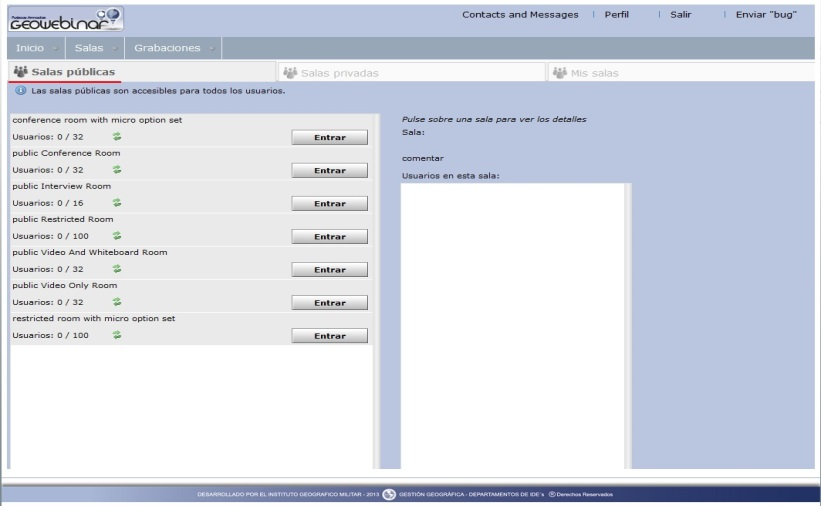 GEOWEBINAR
Contacts and Messages | Perfil | Salir | Enviar "bug"
Inicio Salas Grabaciones
Salas públicas Salas privadas Mis salas
Las salas públicas son accesibles para todos los usuarios.
conference room with micro option set
Usuarios: 0 / 32 Entrar
public Conference Room
Usuarios: 0 / 32 Entrar
public Interview Room
Usuarios: 0 / 16 Entrar
public Restricted Room
Usuarios: 0 / 100 Entrar
public Video And Whiteboard Room
Usuarios: 0 / 32 Entrar
public Video Only Room
Usuarios: 0 / 32 Entrar
restricted room with micro option set
Usuarios: 0 / 100 Entrar
Pulse sobre una sala para ver los detalles
Sala:
comentar
Usuarios en esta sala:
DESARROLLADO POR EL INSTITUTO GEOGRAFICO MILITAR - 2013 GESTIÓN GEOGRÁFICA - DEPARTAMENTOS DE IDE's ® Derechos Reservados